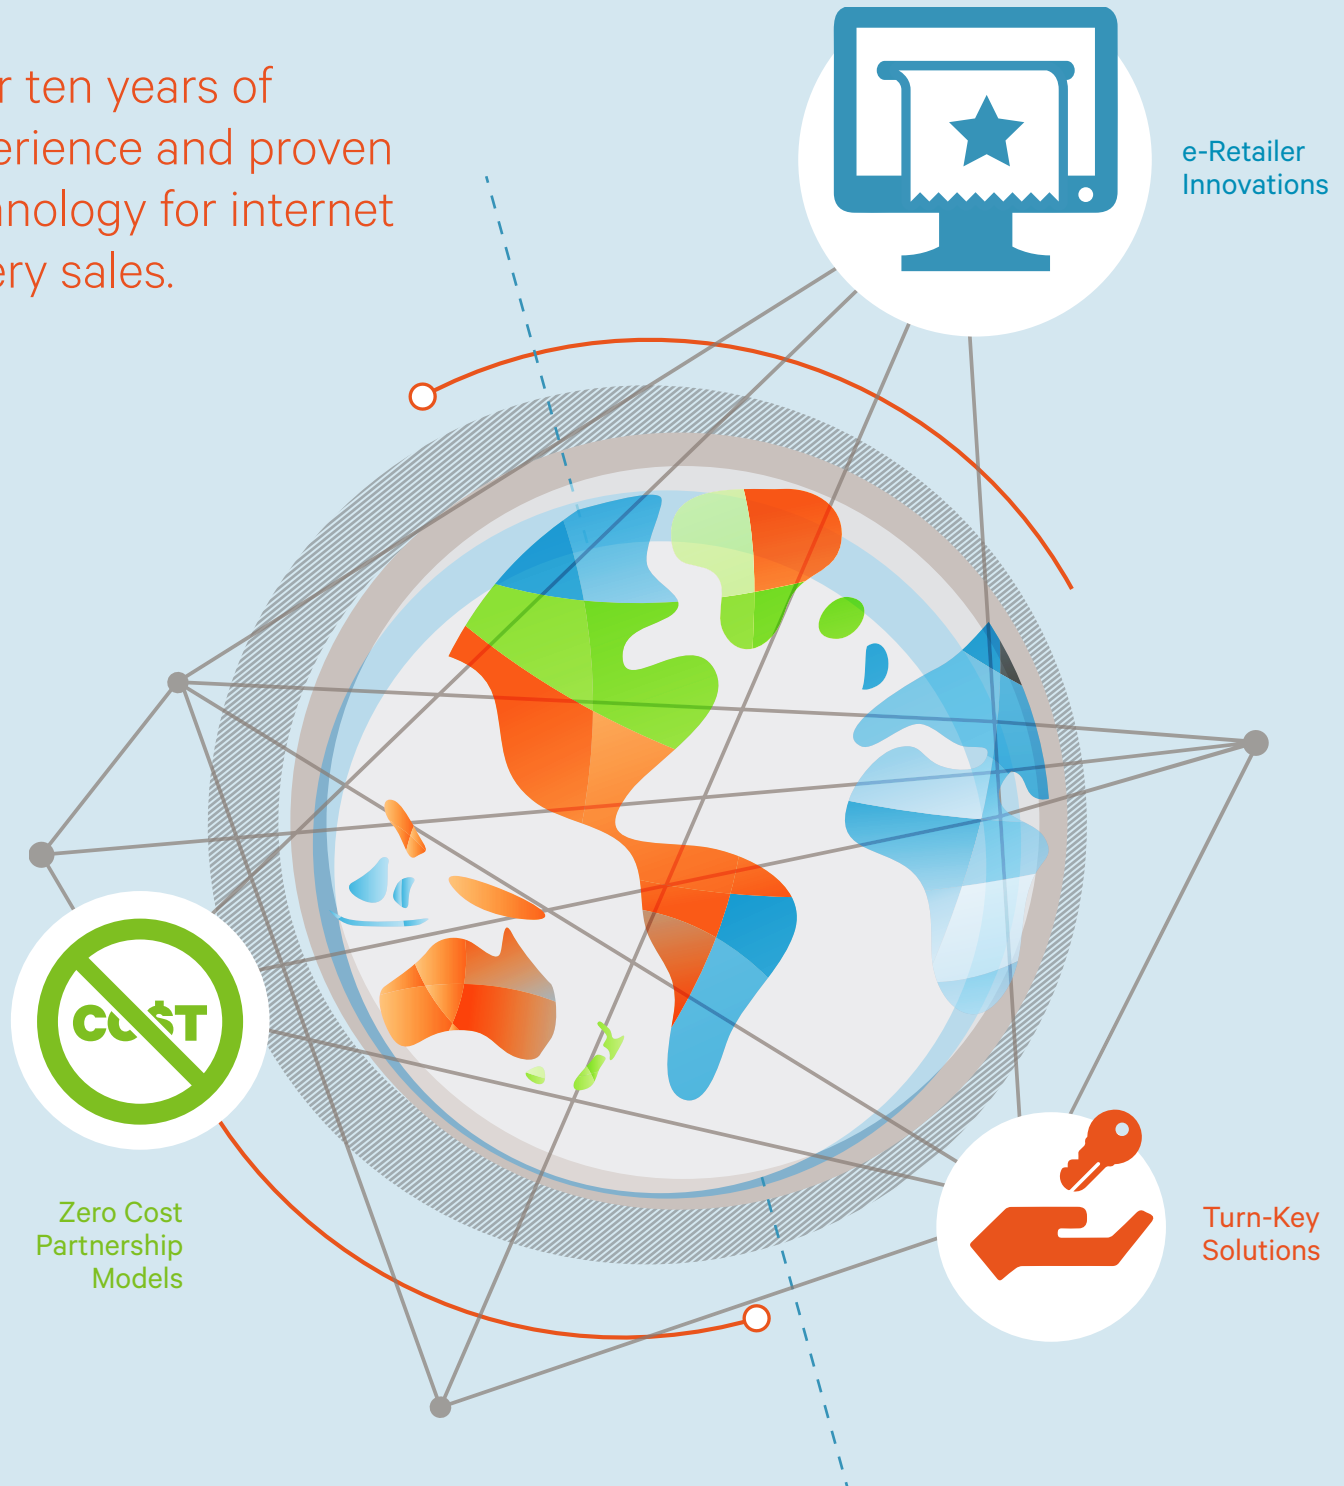 r ten years of
erience and proven
nology for internet
ery sales.
e-Retailer
Innovations
COST
Zero Cost
Partnership
Models
Turn-Key
Solutions